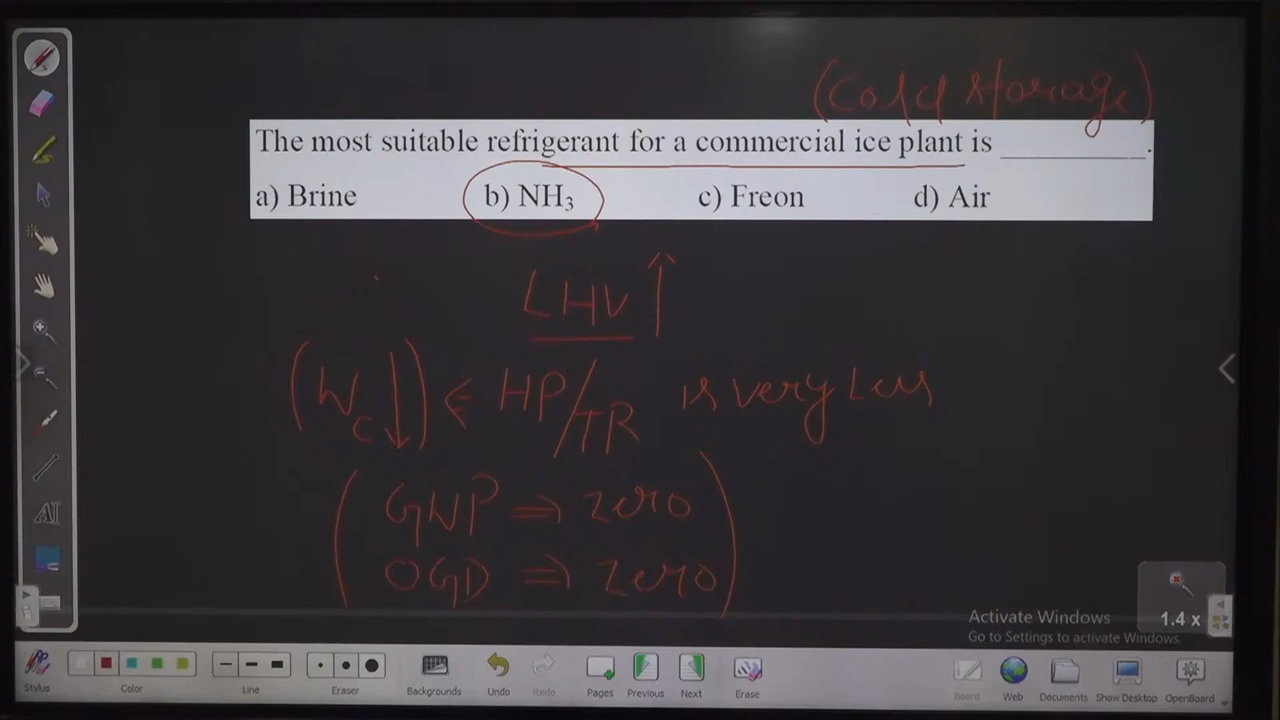 (Cold storage)
The most suitable refrigerant for a commercial ice plant is ________.
a) Brine b) NH₃ c) Freon d) Air
LHV ↑
(Wc ↓) ∈ HP/TR is very Less
(GWP ⇒ zero
OGD ⇒ zero)
Activate Windows
Go to Settings to activate Windows.
1.4 x
AI
Stylus Color Line Eraser Backgrounds Undo Redo Pages Previous Next Erase Board Web Documents Show Desktop OpenBoard